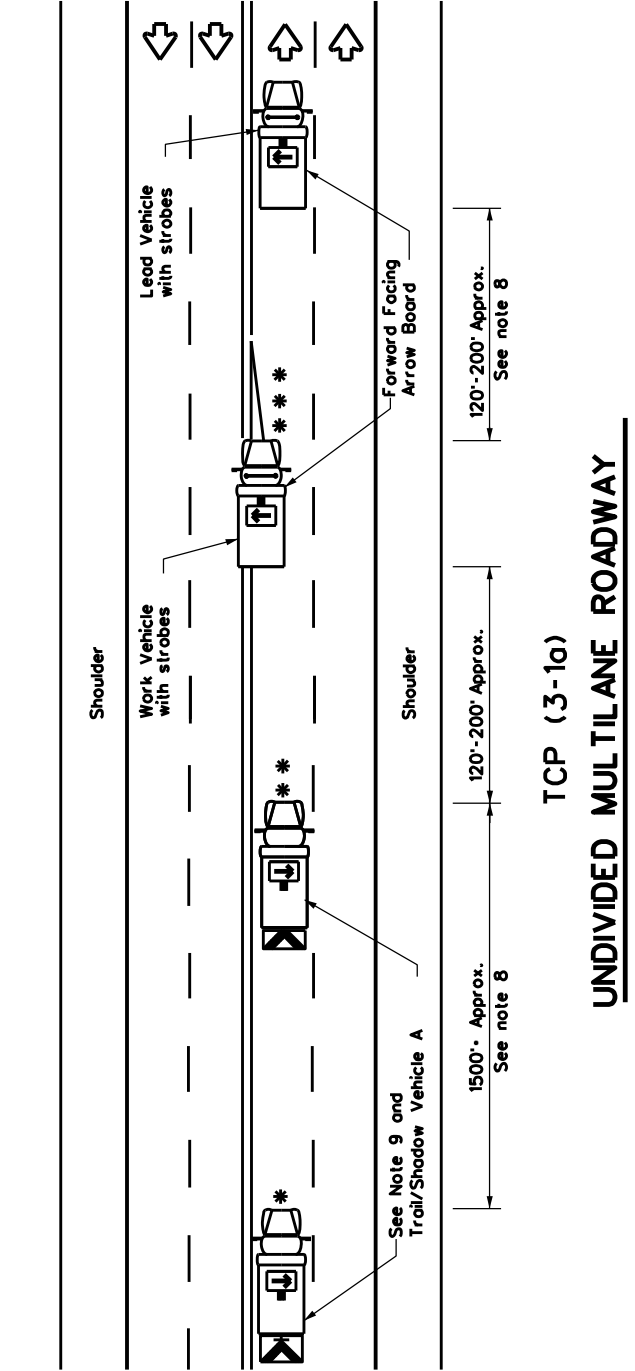 Shoulder
Lead Vehicle
with strobes
Work Vehicle
with strobes
Forward Facing
Arrow Board
Shoulder
See Note 9 and
Trail/Shadow Vehicle A
*
**
***
1500'+ Approx.
See note 8
120'-200' Approx.
120'-200' Approx.
See note 8
TCP (3-1a)
UNDIVIDED MULTILANE ROADWAY